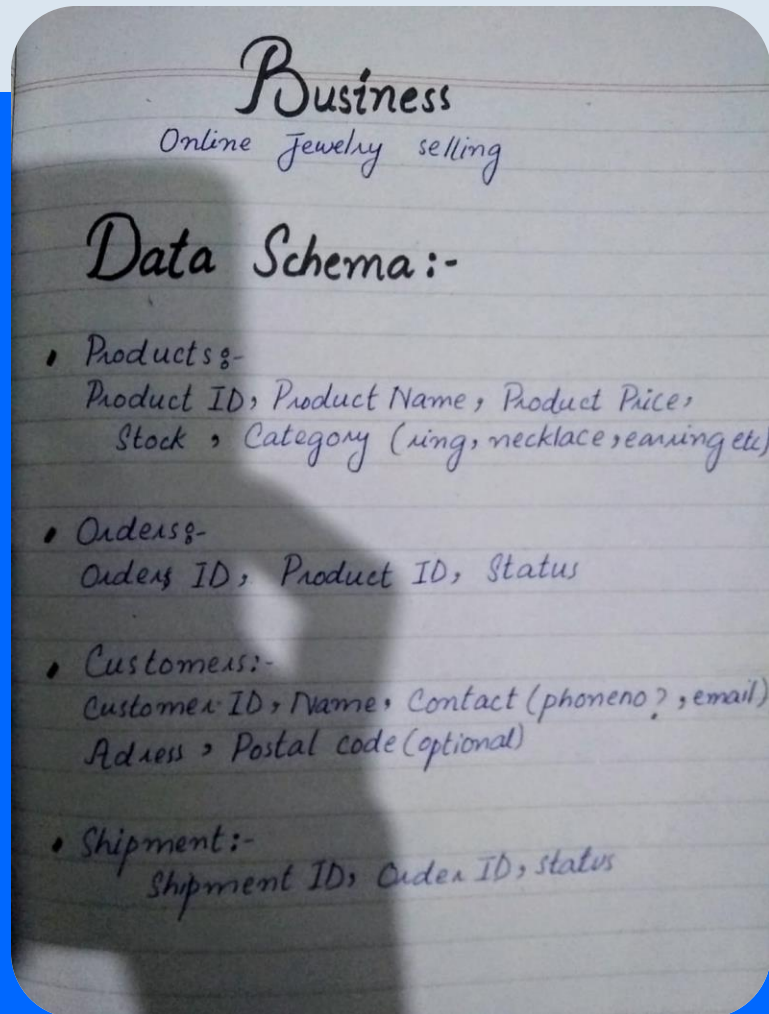 Business
Online Jewelry selling
Data Schema:-
• Products:-
Product ID, Product Name, Product Price,
Stock, Category (ring, necklace, earring etc)
• Orders:-
Orders ID, Product ID, Status
• Customers:-
Customer ID, Name, Contact (phoneno?, email)
Adress, Postal code (optional)
• Shipment:-
Shipment ID, Order ID, status